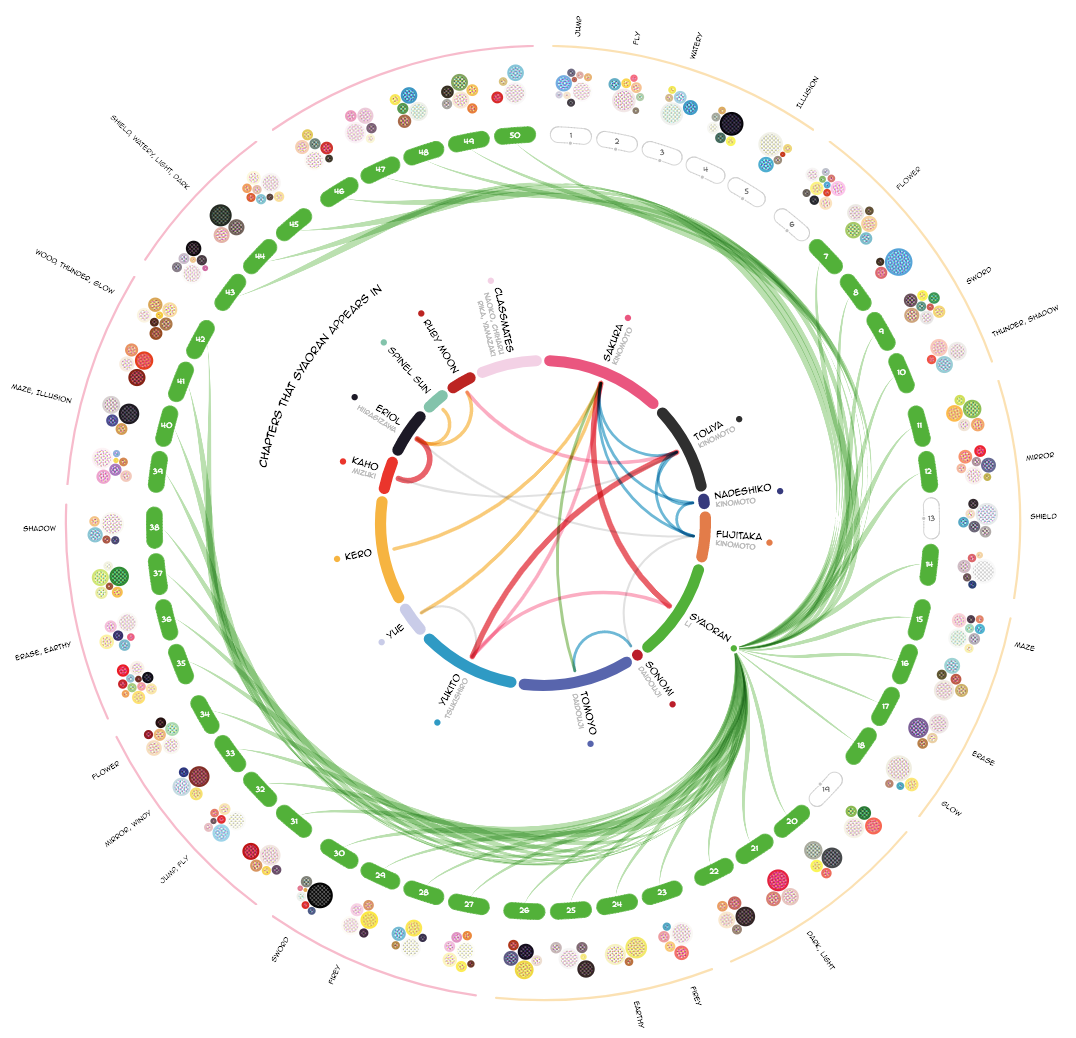 JUMP
FLY
WATERY
ILLUSION
FLOWER
SWORD
THUNDER, SHADOW
MIRROR
SHIELD
MAZE
ERASE
GLOW
DARK, LIGHT
FIREY
EARTHY
FIREY
SWORD
JUMP, FLY
MIRROR, WINDY
FLOWER
ERASE, EARTHY
SHADOW
MAZE, ILLUSION
WOOD, THUNDER, GLOW
SHIELD, WATERY, LIGHT, DARK
1
2
3
4
5
6
7
8
9
10
11
12
13
14
15
16
17
18
19
20
21
22
23
24
25
26
27
28
29
30
31
32
33
34
35
36
37
38
39
40
41
42
43
44
45
46
47
48
49
50
CHAPTERS THAT SYAORAN APPEARS IN
SAKURA
KINOMOTO
TOUYA
KINOMOTO
NADESHIKO
KINOMOTO
FUJITAKA
KINOMOTO
SYAORAN
LI
SONOMI
DAIDOUJI
TOMOYO
DAIDOUJI
YUKITO
TSUKISHIRO
YUE
KERO
KAHO
MIZUKI
ERIOL
HIIRAGIZAWA
SPINEL SUN
RUBY MOON
CLASSMATES
NAOKO, CHIHARU
RIKA, YAMAZAKI